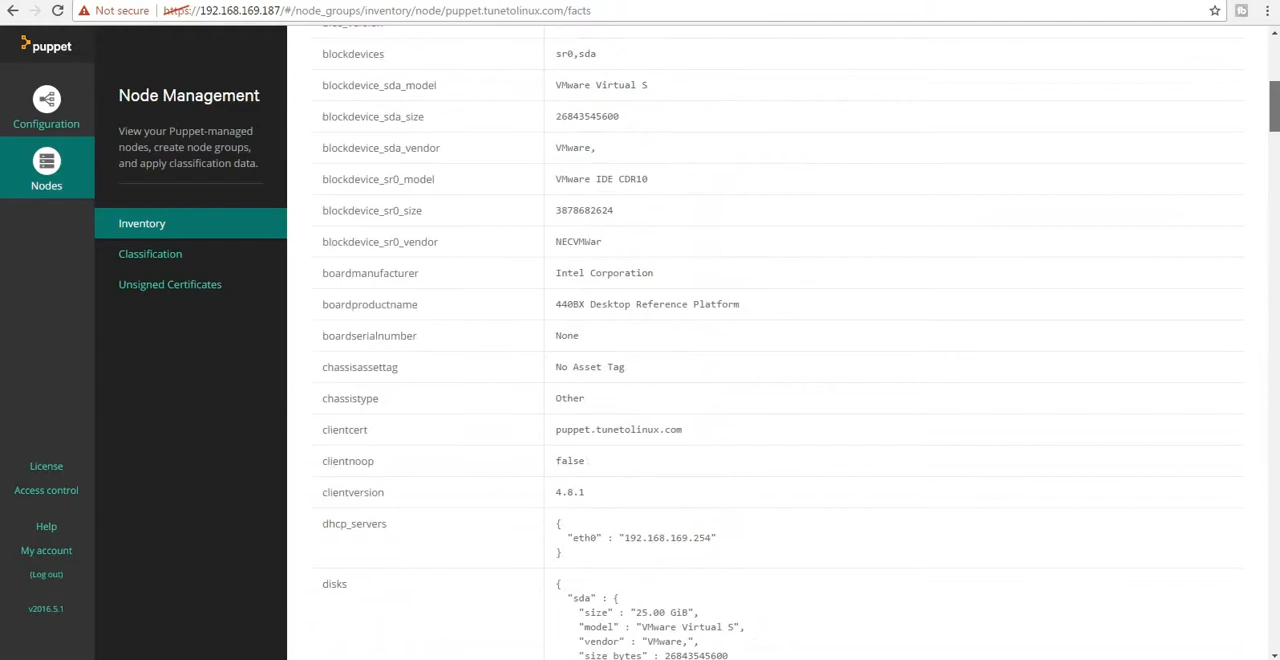 Not secure https://192.168.169.187/#/node_groups/inventory/node/puppet.tunetolinux.com/facts
puppet
Configuration
Nodes
License
Access control
Help
My account
(Log out)
v2016.5.1
Node Management
View your Puppet-managed
nodes, create node groups,
and apply classification data.
Inventory
Classification
Unsigned Certificates
blockdevices sr0,sda
blockdevice_sda_model VMware Virtual S
blockdevice_sda_size 26843545600
blockdevice_sda_vendor VMware,
blockdevice_sr0_model VMware IDE CDR10
blockdevice_sr0_size 3878682624
blockdevice_sr0_vendor NECVMWar
boardmanufacturer Intel Corporation
boardproductname 440BX Desktop Reference Platform
boardserialnumber None
chassisassettag No Asset Tag
chassistype Other
clientcert puppet.tunetolinux.com
clientnoop false
clientversion 4.8.1
dhcp_servers {
"eth0" : "192.168.169.254"
}
disks {
"sda" : {
"size" : "25.00 GiB",
"model" : "VMware Virtual S",
"vendor" : "VMware,",
"size_bytes" : 26843545600